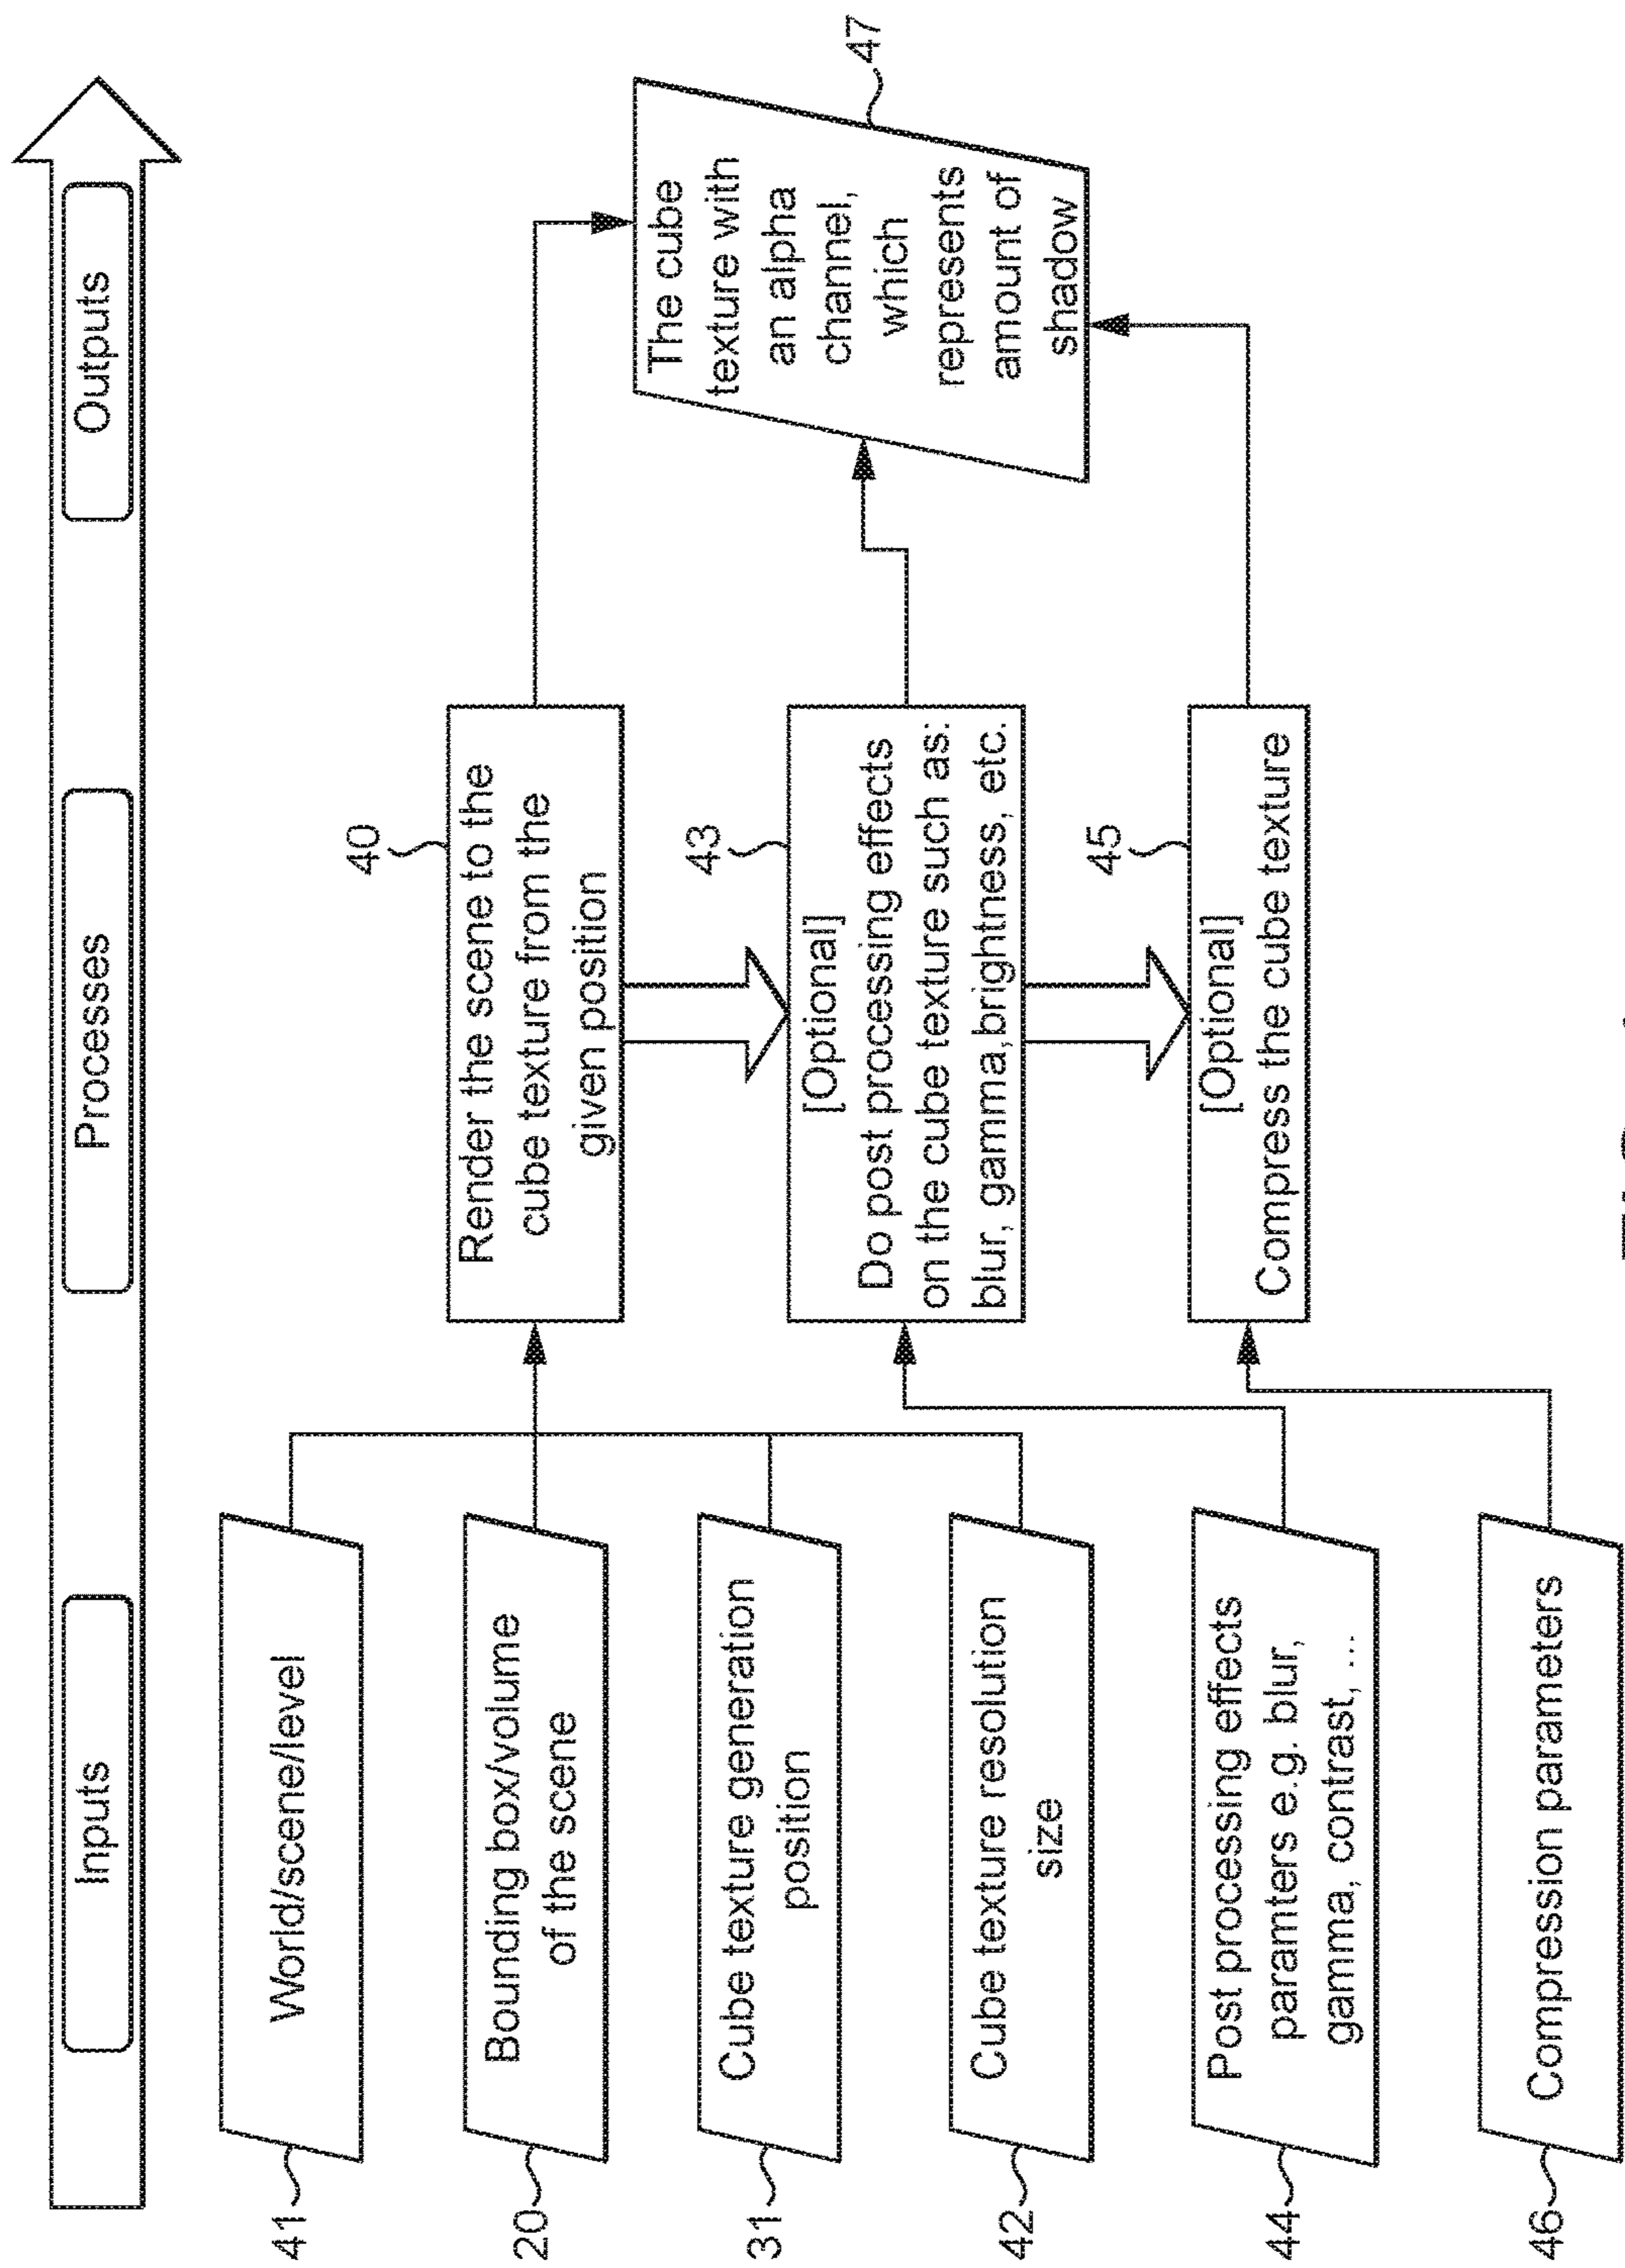 Inputs
Processes
Outputs
41
World/scene/level
20
Bounding box/volume
of the scene
31
Cube texture generation
position
42
Cube texture resolution
size
44
Post processing effects
paramters e.g. blur,
gamma, contrast, ...
46
Compression parameters
40
Render the scene to the
cube texture from the
given position
43
[Optional]
Do post processing effects
on the cube texture such as:
blur, gamma,brightness, etc.
45
[Optional]
Compress the cube texture
47
The cube
texture with
an alpha
channel,
which
represents
amount of
shadow